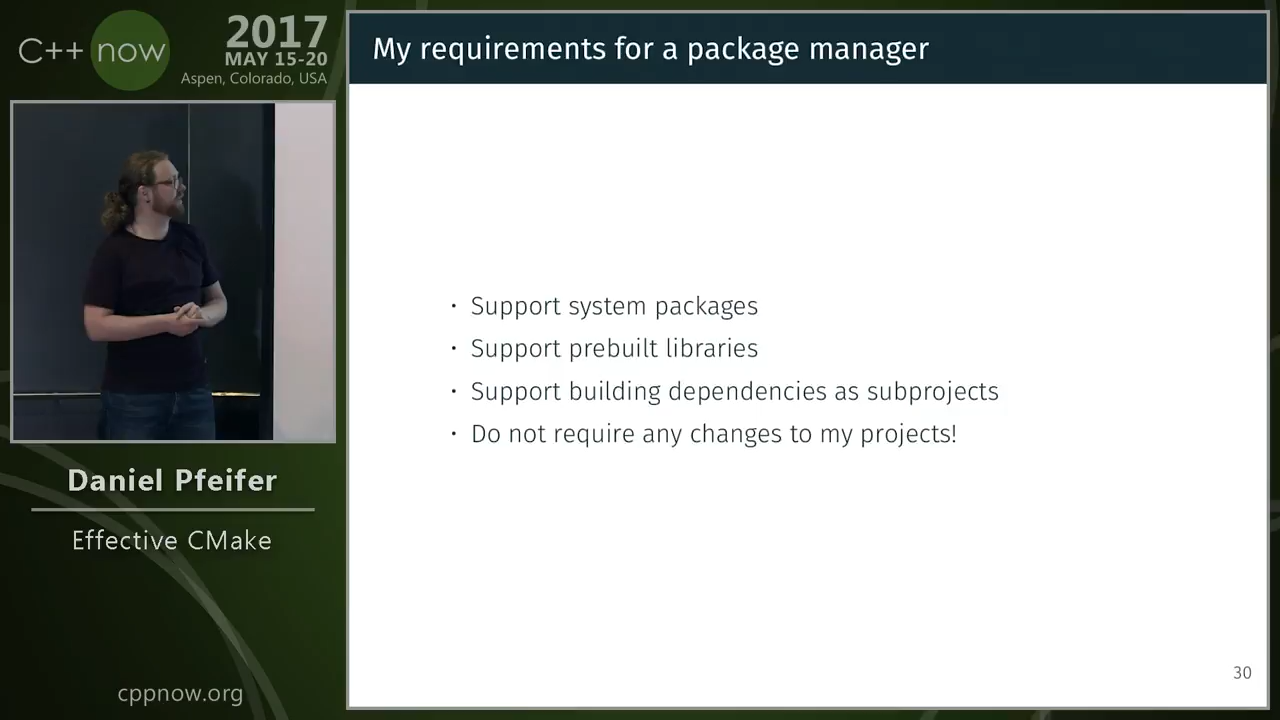 C++ now
2017
MAY 15-20
Aspen, Colorado, USA
Daniel Pfeifer
Effective CMake
cppnow.org
My requirements for a package manager
· Support system packages
· Support prebuilt libraries
· Support building dependencies as subprojects
· Do not require any changes to my projects!
30